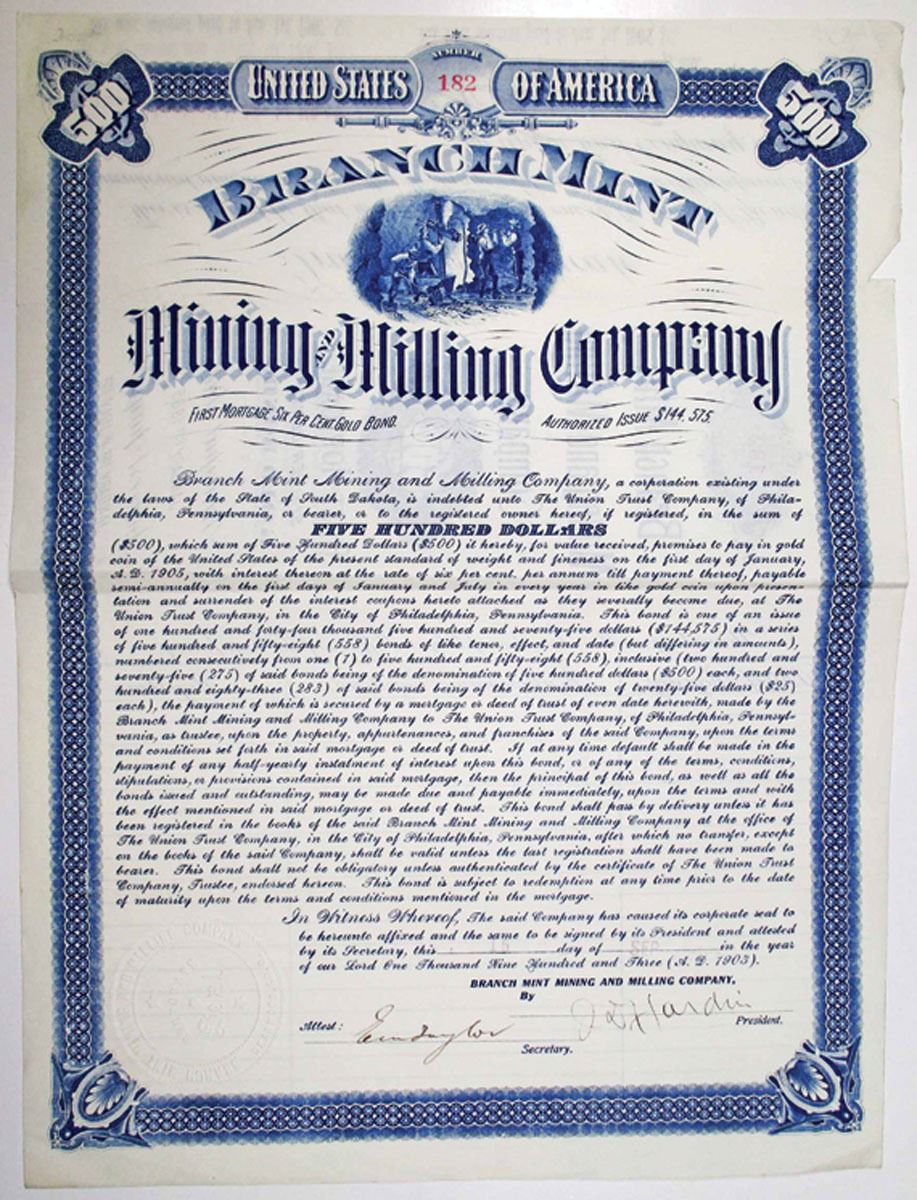 NUMBER
UNITED STATES 182 OF AMERICA
500 500
BRANCH MINT
Mining AND Milling Company
FIRST MORTGAGE SIX PER CENT. GOLD BOND. AUTHORIZED ISSUE $144,575.
Branch Mint Mining and Milling Company, a corporation existing under
the laws of the State of South Dakota, is indebted unto The Union Trust Company, of Phila-
delphia, Pennsylvania, or bearer, or to the registered owner hereof, if registered, in the sum of
FIVE HUNDRED DOLLARS
($500), which sum of Five Hundred Dollars ($500) it hereby, for value received, promises to pay in gold
coin of the United States of the present standard of weight and fineness on the first day of January,
A. D. 1905, with interest thereon at the rate of six per cent. per annum till payment thereof, payable
semi-annually on the first days of January and July in every year in like gold coin upon presen-
tation and surrender of the interest coupons hereto attached as they severally become due, at The
Union Trust Company, in the City of Philadelphia, Pennsylvania. This bond is one of an issue
of one hundred and forty-four thousand five hundred and seventy-five dollars ($144,575) in a series
of five hundred and fifty-eight (558) bonds of like tenor, effect, and date (but differing in amounts),
numbered consecutively from one (1) to five hundred and fifty-eight (558), inclusive (two hundred and
seventy-five (275) of said bonds being of the denomination of five hundred dollars ($500) each, and two
hundred and eighty-three (283) of said bonds being of the denomination of twenty-five dollars ($25)
each), the payment of which is secured by a mortgage or deed of trust of even date herewith, made by the
Branch Mint Mining and Milling Company to The Union Trust Company, of Philadelphia, Pennsyl-
vania, as trustee, upon the property, appurtenances, and franchises of the said Company, upon the terms
and conditions set forth in said mortgage or deed of trust. If at any time default shall be made in the
payment of any half-yearly instalment of interest upon this bond, or of any of the terms, conditions,
stipulations, or provisions contained in said mortgage, then the principal of this bond, as well as all the
bonds issued and outstanding, may be made due and payable immediately, upon the terms and with
the effect mentioned in said mortgage or deed of trust. This bond shall pass by delivery unless it has
been registered in the books of the said Branch Mint Mining and Milling Company at the office of
The Union Trust Company, in the City of Philadelphia, Pennsylvania, after which no transfer, except
on the books of the said Company, shall be valid unless the last registration shall have been made to
bearer. This bond shall not be obligatory unless authenticated by the certificate of The Union Trust
Company, Trustee, endorsed hereon. This bond is subject to redemption at any time prior to the date
of maturity upon the terms and conditions mentioned in the mortgage.
In Witness Whereof, The said Company has caused its corporate seal to
be hereunto affixed and the same to be signed by its President and attested
by its Secretary, this 15 day of SEP in the year
of our Lord One Thousand Nine Hundred and Three (A. D. 1903).
BRANCH MINT MINING AND MILLING COMPANY,
By J D Hardin
President.
Attest: Taylor
Secretary.